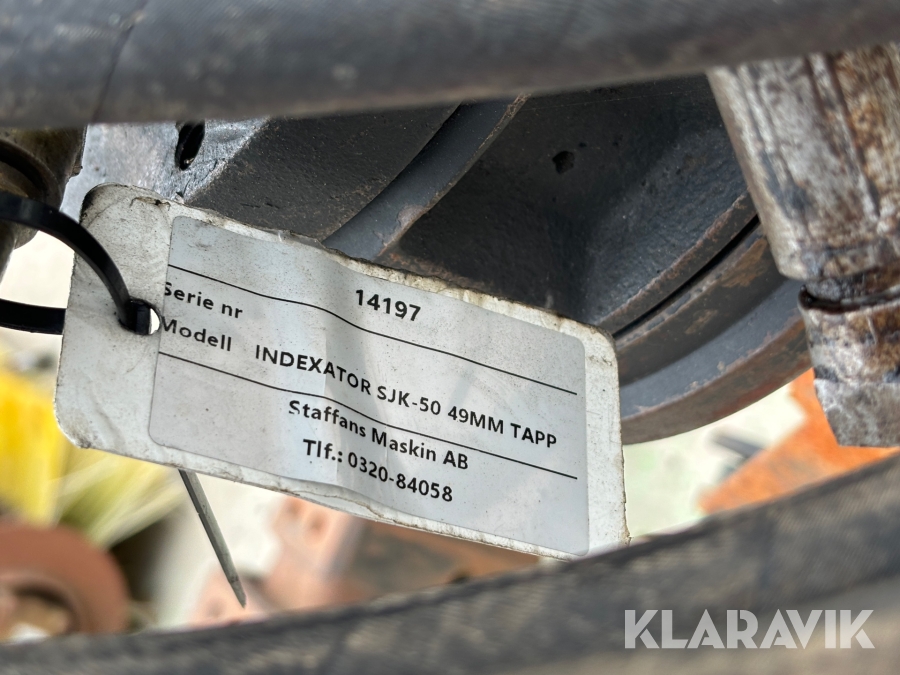 Serie nr 14197
Modell INDEXATOR SJK-50 49MM TAPP
Staffans Maskin AB
Tlf.: 0320-84058
KLARAVIK